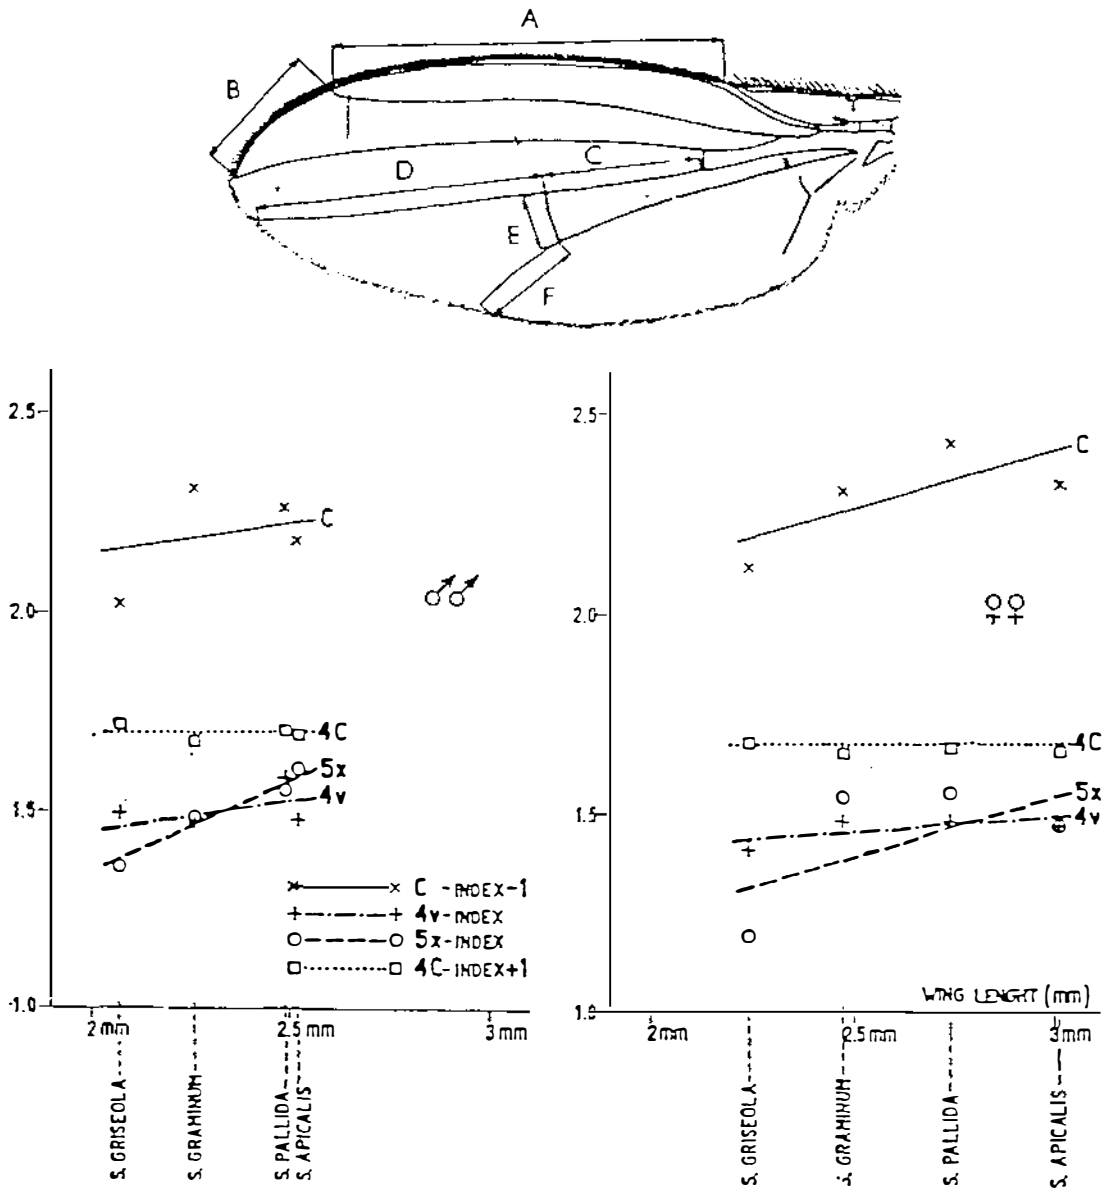 A
B
C
D
E
F
2.5
C
2.0
4C
5x
4v
1.5
× C -INDEX-1
+ 4v-INDEX
5x-INDEX
4C-INDEX+1
1.0
2mm 2.5mm 3mm
S. GRISEOLA
S. GRAMINUM
S. PALLIDA
S. APICALIS
2.5
C
2.0
♀♀
4C
5x
4v
1.5
WING LENGHT (mm)
1.0
2mm 2.5mm 3mm
S. GRISEOLA
S. GRAMINUM
S. PALLIDA
S. APICALIS